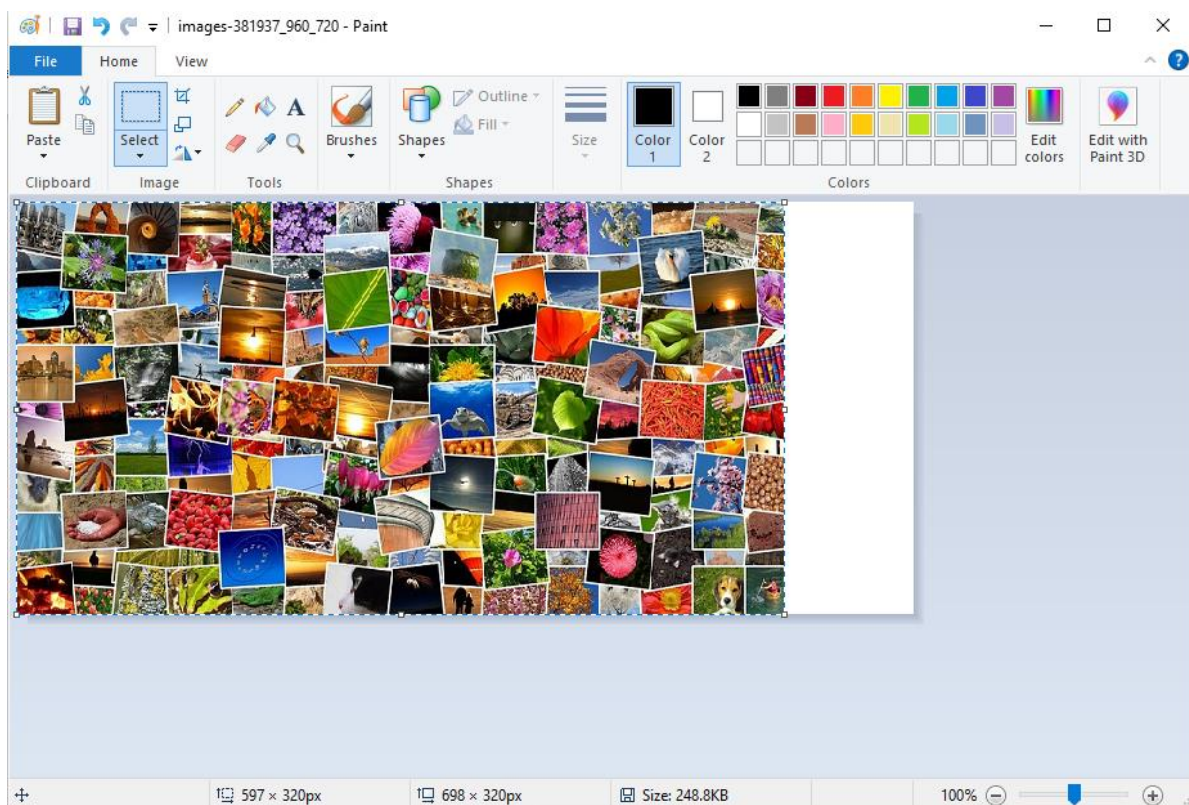 images-381937_960_720 - Paint
File Home View
Paste
Select
Brushes
Shapes
Outline
Fill
Size
Color 1
Color 2
Edit colors
Edit with Paint 3D
Clipboard
Image
Tools
Shapes
Colors
597 × 320px
698 × 320px
Size: 248.8KB
100%